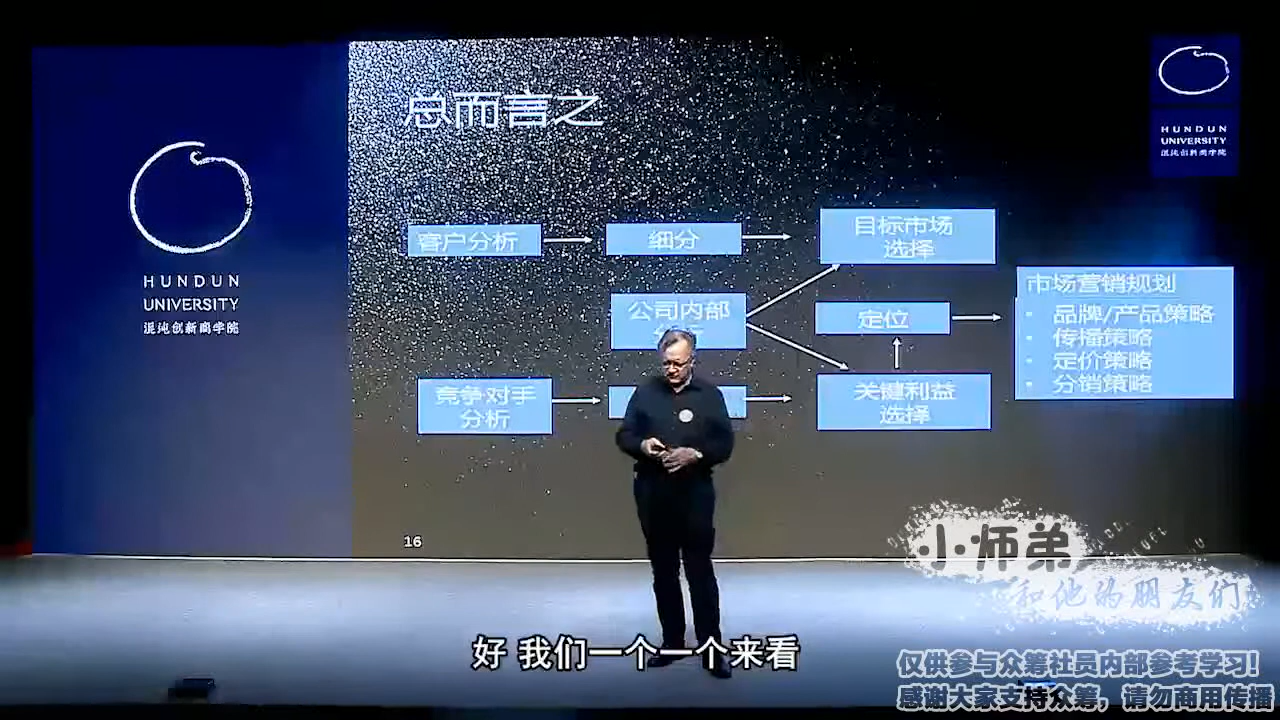 总而言之
HUNDUN
UNIVERSITY
混沌创新商学院
HUNDUN
UNIVERSITY
混沌创新商学院
客户分析
细分
目标市场
选择
公司内部
定位
市场营销规划
• 品牌/产品策略
• 传播策略
• 定价策略
• 分销策略
竞争对手
分析
关键利益
选择
16
小师弟
和他的朋友们
好 我们一个一个来看
仅供参与众筹社员内部参考学习!
感谢大家支持众筹，请勿商用传播